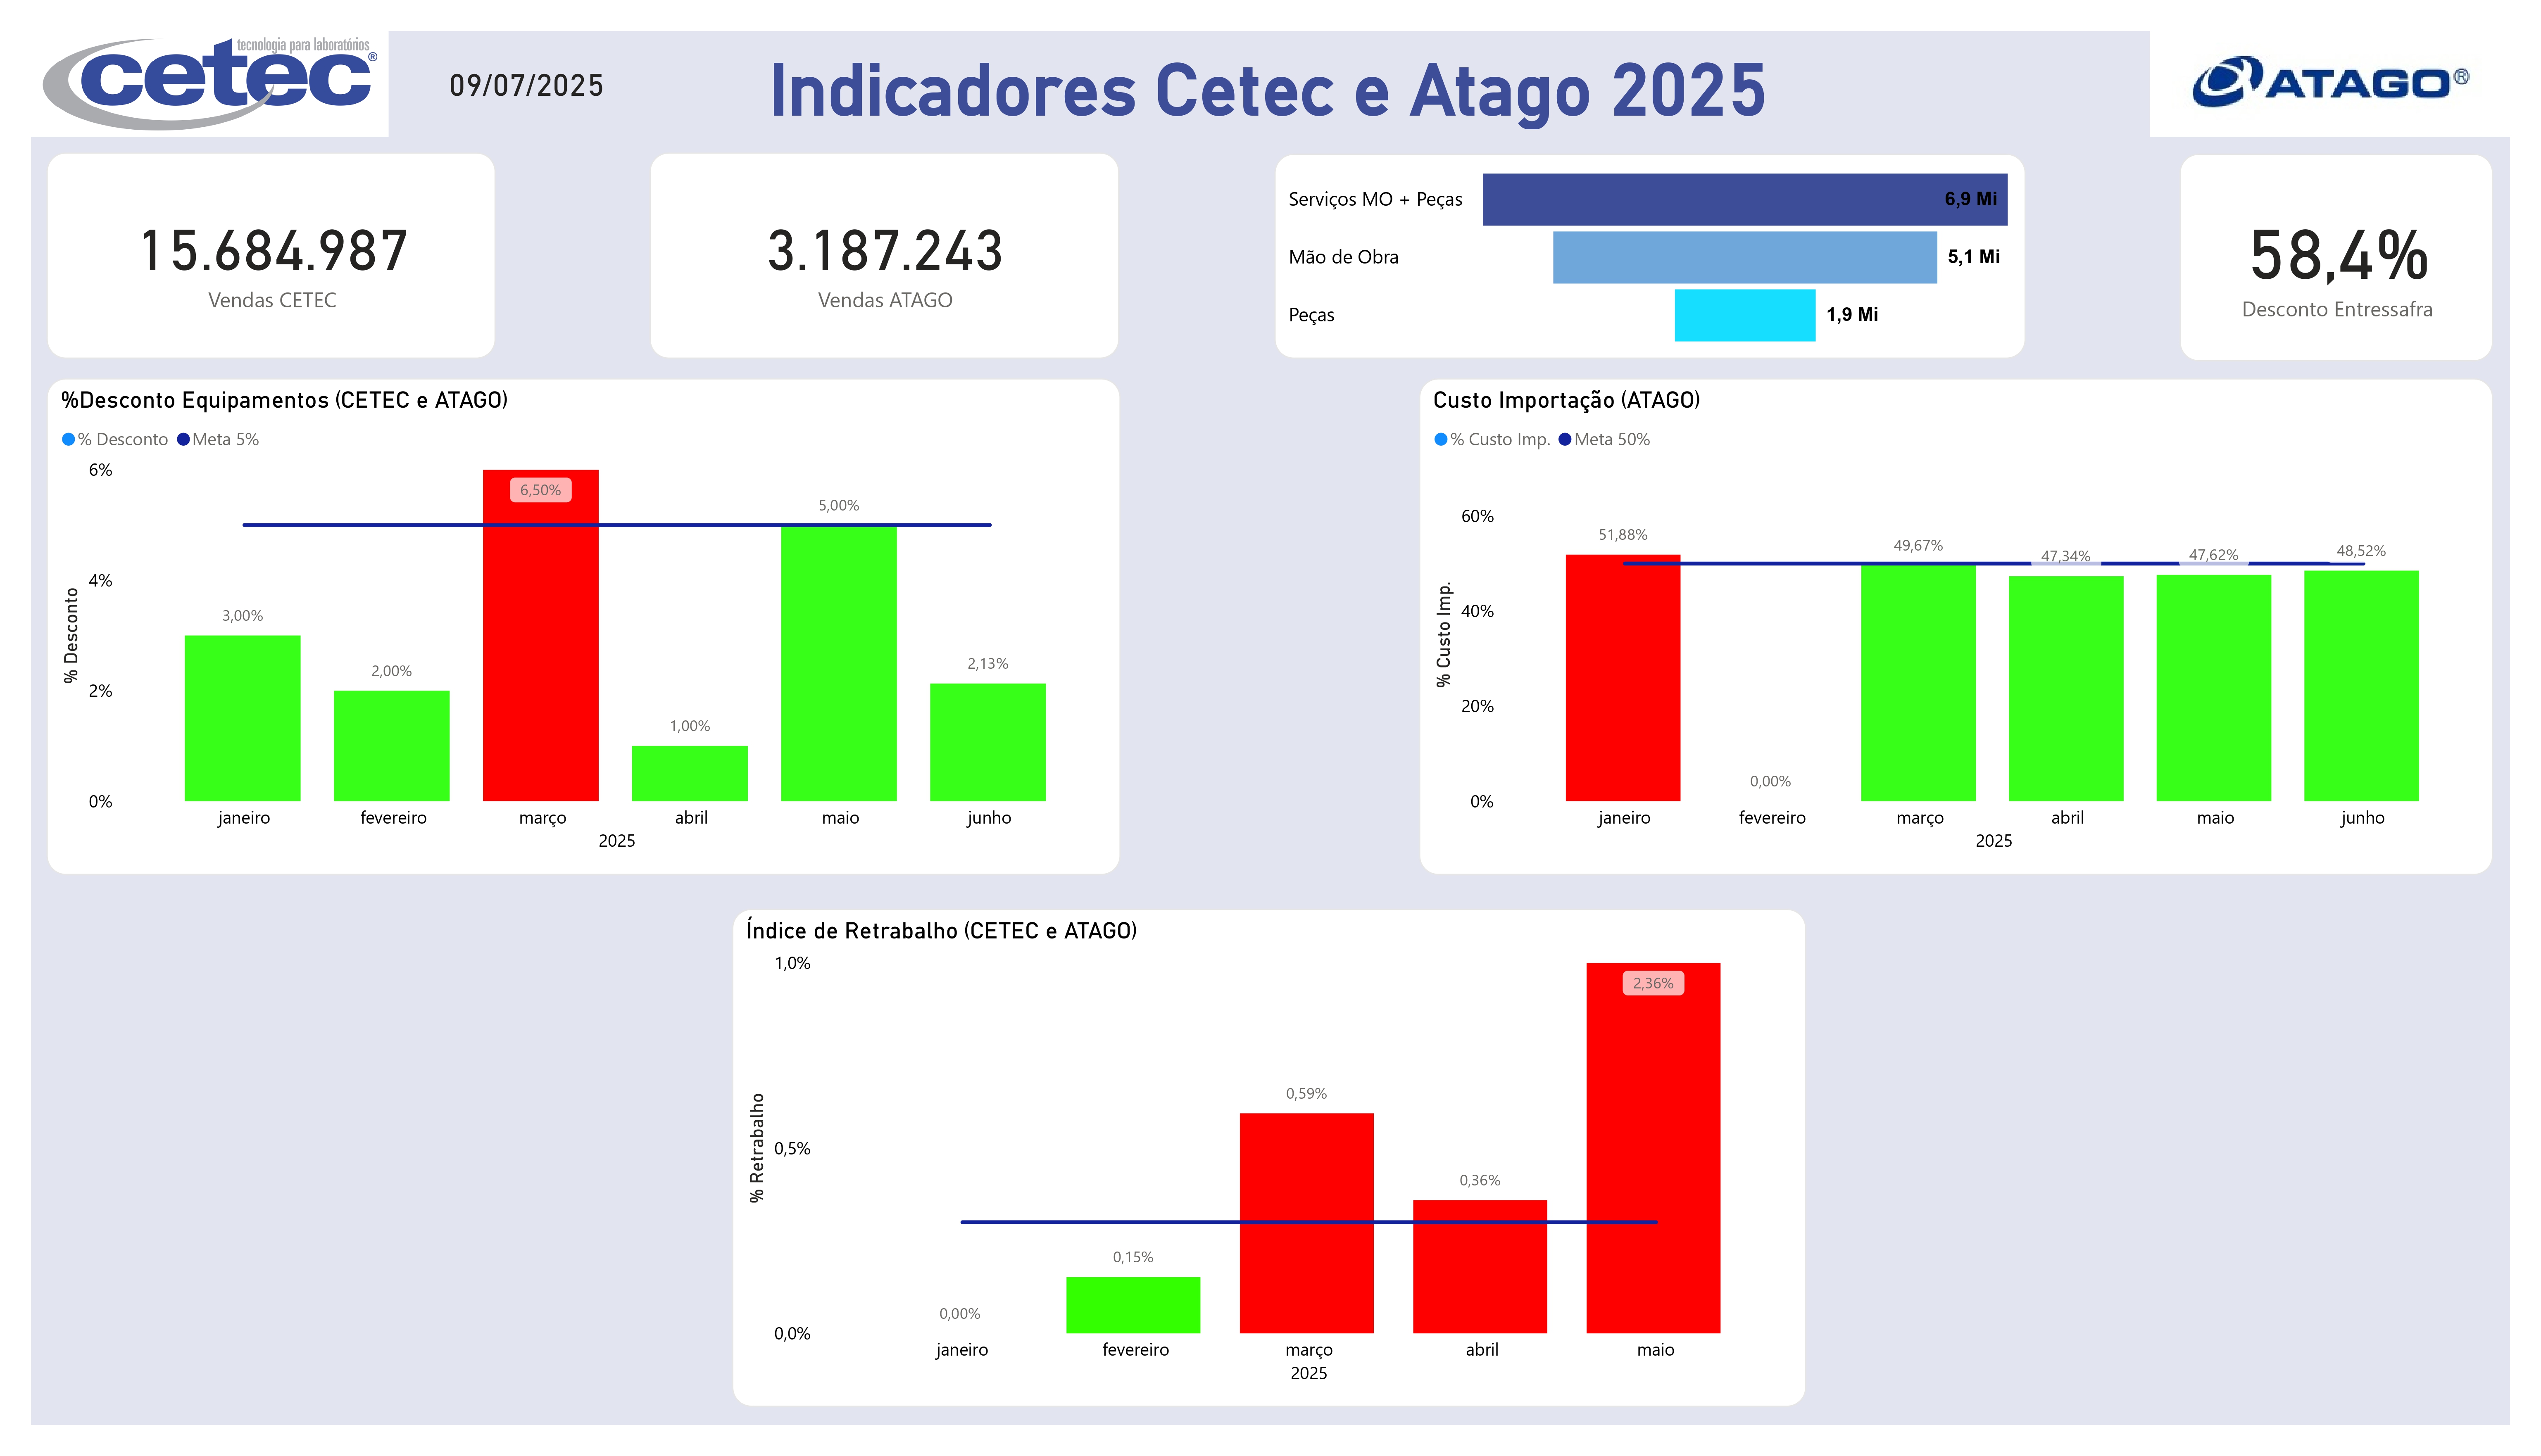 tecnologia para laboratórios
cetec®
09/07/2025
Indicadores Cetec e Atago 2025
ATAGO®
15.684.987
Vendas CETEC
3.187.243
Vendas ATAGO
Serviços MO + Peças 6,9 Mi
Mão de Obra 5,1 Mi
Peças 1,9 Mi
58,4%
Desconto Entressafra
%Desconto Equipamentos (CETEC e ATAGO)
% Desconto Meta 5%
% Desconto
6%
4%
2%
0%
3,00%
2,00%
6,50%
1,00%
5,00%
2,13%
janeiro fevereiro março abril maio junho
2025
Custo Importação (ATAGO)
% Custo Imp. Meta 50%
% Custo Imp.
60%
40%
20%
0%
51,88%
0,00%
49,67%
47,34%
47,62%
48,52%
janeiro fevereiro março abril maio junho
2025
Índice de Retrabalho (CETEC e ATAGO)
% Retrabalho
1,0%
0,5%
0,0%
0,00%
0,15%
0,59%
0,36%
2,36%
janeiro fevereiro março abril maio
2025